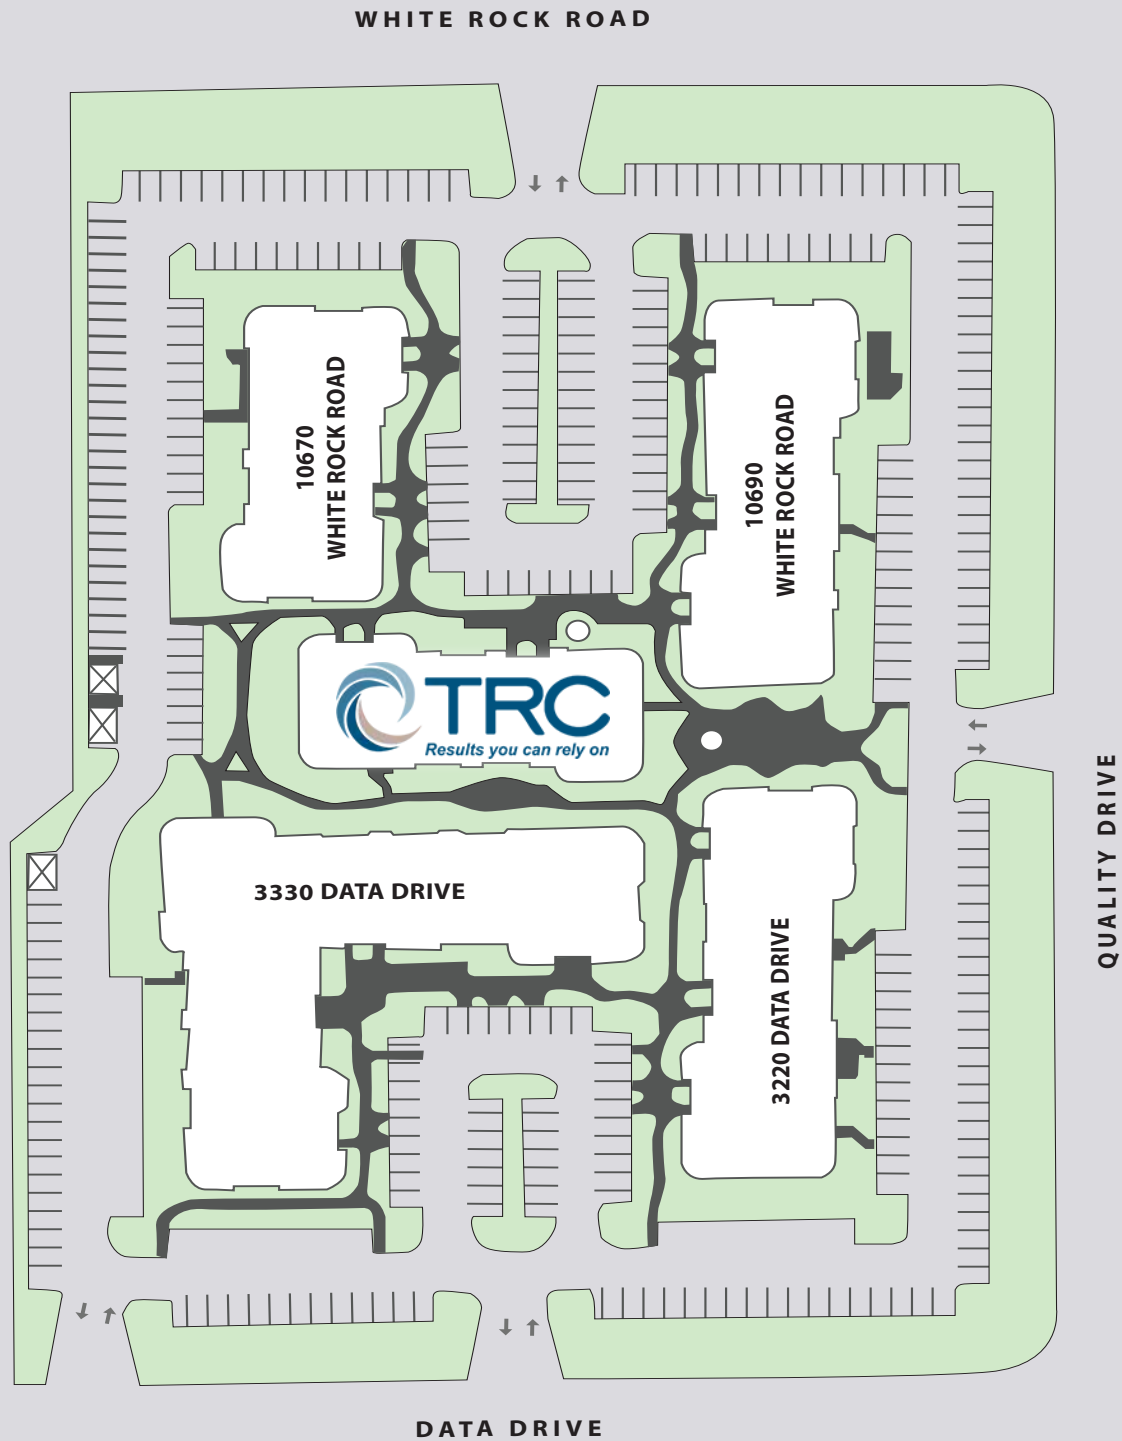 WHITE ROCK ROAD
10670
WHITE ROCK ROAD
10690
WHITE ROCK ROAD
TRC
Results you can rely on
QUALITY DRIVE
3330 DATA DRIVE
3220 DATA DRIVE
DATA DRIVE